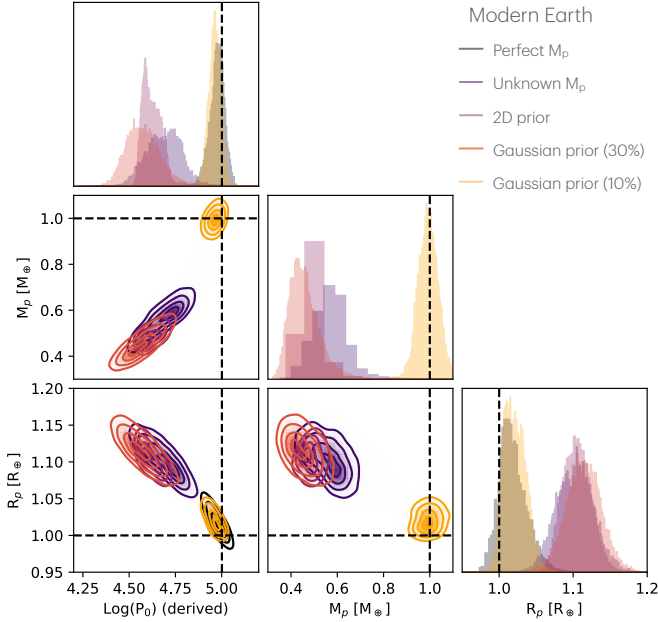 Modern Earth
Perfect Mₚ
Unknown Mₚ
2D prior
Gaussian prior (30%)
Gaussian prior (10%)
1.0
0.8
0.6
0.4
Mₚ [M⊕]
1.20
1.15
1.10
1.05
1.00
0.95
Rₚ [R⊕]
4.25 4.50 4.75 5.00
Log(P₀) (derived)
0.4 0.6 0.8 1.0
Mₚ [M⊕]
1.0 1.1 1.2
Rₚ [R⊕]